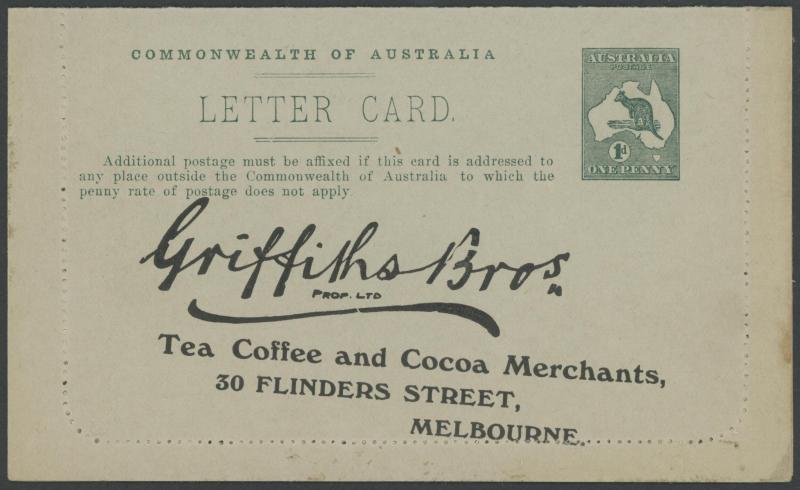 COMMONWEALTH OF AUSTRALIA
LETTER CARD.
AUSTRALIA
POSTAGE
1d
ONE PENNY
Additional postage must be affixed if this card is addressed to
any place outside the Commonwealth of Australia to which the
penny rate of postage does not apply.
Griffiths Bros.
PROP. LTD
Tea Coffee and Cocoa Merchants,
30 FLINDERS STREET,
MELBOURNE.